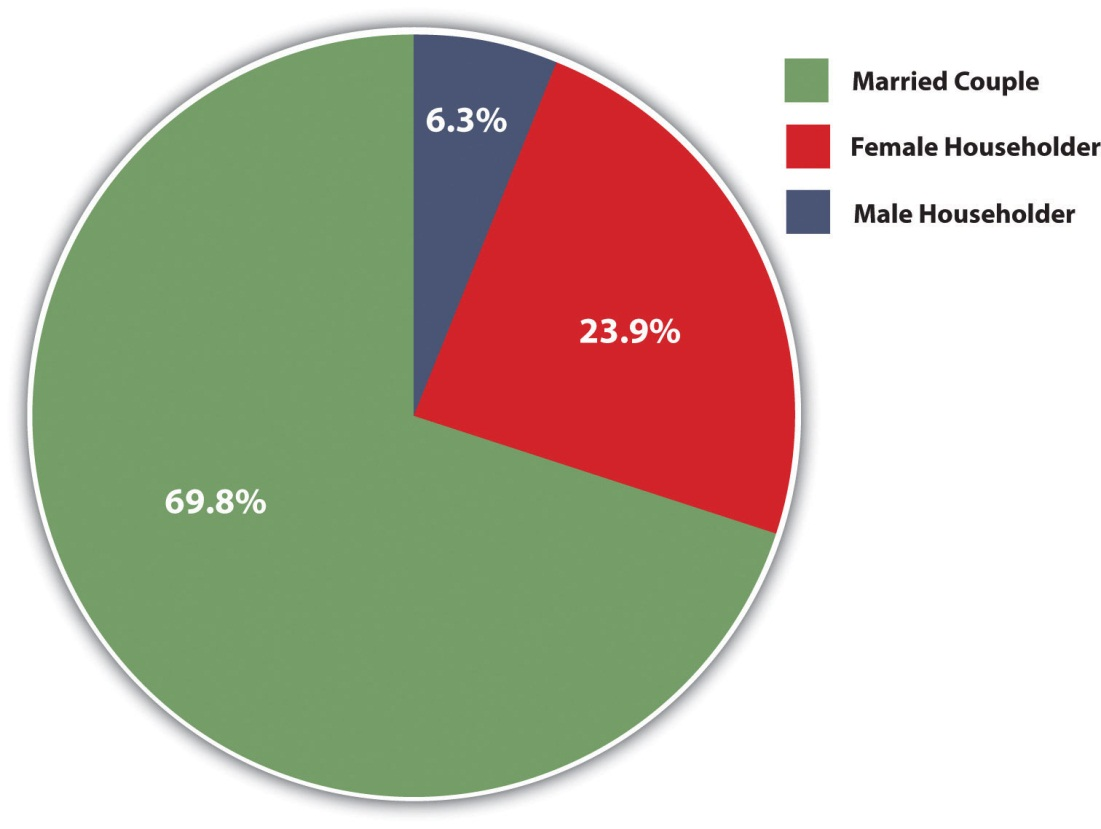 6.3%
23.9%
69.8%
Married Couple
Female Householder
Male Householder